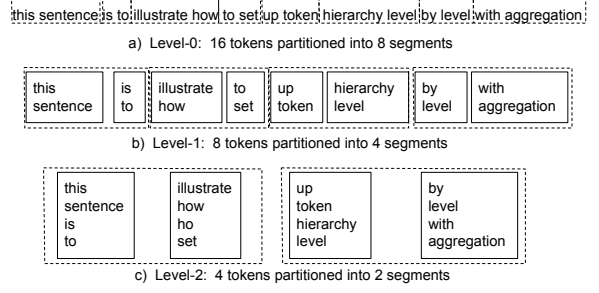 this sentence is to illustrate how to set up token hierarchy level by level with aggregation
a) Level-0: 16 tokens partitioned into 8 segments
this sentence
is to
illustrate how
to set
up token
hierarchy level
by level
with aggregation
b) Level-1: 8 tokens partitioned into 4 segments
this
sentence
is
to
illustrate
how
ho
set
up
token
hierarchy
level
by
level
with
aggregation
c) Level-2: 4 tokens partitioned into 2 segments